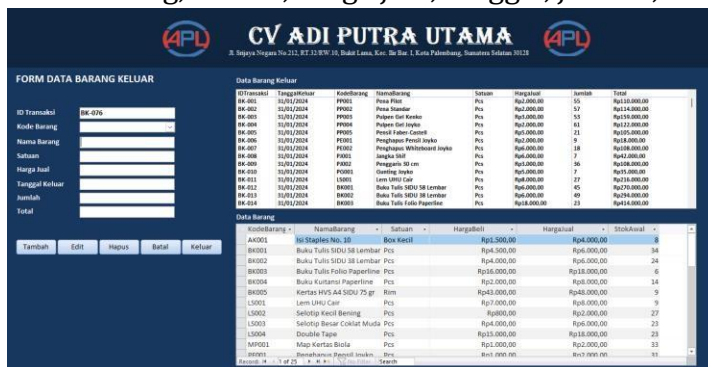 APL
CV ADI PUTRA UTAMA
APL
Jl. Srijaya Negara No.212, RT.32/RW.10, Bukit Lama, Kec. Ilir Bar. I, Kota Palembang, Sumatera Selatan 30128
FORM DATA BARANG KELUAR
ID Transaksi BK-076
Kode Barang
Nama Barang
Satuan
Harga Jual
Tanggal Keluar
Jumlah
Total
Tambah Edit Hapus Batal Keluar
Data Barang Keluar
IDTransaksi TanggalKeluar KodeBarang NamaBarang Satuan HargaJual Jumlah Total
BK-001 31/01/2024 PP001 Pena Pilot Pcs Rp2.000,00 55 Rp110.000,00
BK-002 31/01/2024 PP002 Pena Standar Pcs Rp2.000,00 57 Rp114.000,00
BK-003 31/01/2024 PP003 Pulpen Gel Kenko Pcs Rp3.000,00 53 Rp159.000,00
BK-004 31/01/2024 PP004 Pulpen Gel Joyko Pcs Rp2.000,00 61 Rp122.000,00
BK-005 31/01/2024 PP005 Pensil Faber-Castell Pcs Rp5.000,00 21 Rp105.000,00
BK-006 31/01/2024 PE001 Penghapus Pensil Joyko Pcs Rp2.000,00 9 Rp18.000,00
BK-007 31/01/2024 PE002 Penghapus Whiteboard Joyko Pcs Rp6.000,00 18 Rp108.000,00
BK-008 31/01/2024 PJ001 Jangka Shif Pcs Rp6.000,00 7 Rp42.000,00
BK-009 31/01/2024 PJ002 Penggaris 30 cm Pcs Rp3.000,00 36 Rp108.000,00
BK-010 31/01/2024 PG001 Gunting Joyko Pcs Rp5.000,00 7 Rp35.000,00
BK-011 31/01/2024 LS001 Lem UHU Cair Pcs Rp8.000,00 27 Rp216.000,00
BK-012 31/01/2024 BK001 Buku Tulis SIDU 58 Lembar Pcs Rp6.000,00 45 Rp270.000,00
BK-013 31/01/2024 BK002 Buku Tulis SIDU 38 Lembar Pcs Rp6.000,00 49 Rp294.000,00
BK-014 31/01/2024 BK003 Buku Tulis Folio Paperline Pcs Rp18.000,00 23 Rp414.000,00
Data Barang
KodeBarang NamaBarang Satuan HargaBeli HargaJual StokAwal
AK001 Isi Staples No. 10 Box Kecil Rp1.500,00 Rp4.000,00 8
BK001 Buku Tulis SIDU 58 Lembar Pcs Rp4.500,00 Rp6.000,00 34
BK002 Buku Tulis SIDU 38 Lembar Pcs Rp4.000,00 Rp6.000,00 24
BK003 Buku Tulis Folio Paperline Pcs Rp16.000,00 Rp18.000,00 6
BK004 Buku Kuitansi Paperline Pcs Rp2.000,00 Rp8.000,00 14
BK005 Kertas HVS A4 SIDU 75 gr Rim Rp43.000,00 Rp48.000,00 9
LS001 Lem UHU Cair Pcs Rp7.000,00 Rp8.000,00 9
LS002 Selotip Kecil Bening Pcs Rp800,00 Rp2.000,00 27
LS003 Selotip Besar Coklat Muda Pcs Rp4.000,00 Rp6.000,00 23
LS004 Double Tape Pcs Rp15.000,00 Rp18.000,00 23
MP001 Map Kertas Biola Pcs Rp1.000,00 Rp2.000,00 33
PE001 Penghapus Pensil Joyko Pcs Rp1.000,00 Rp2.000,00 31
Record: 1 of 25 No Filter Search